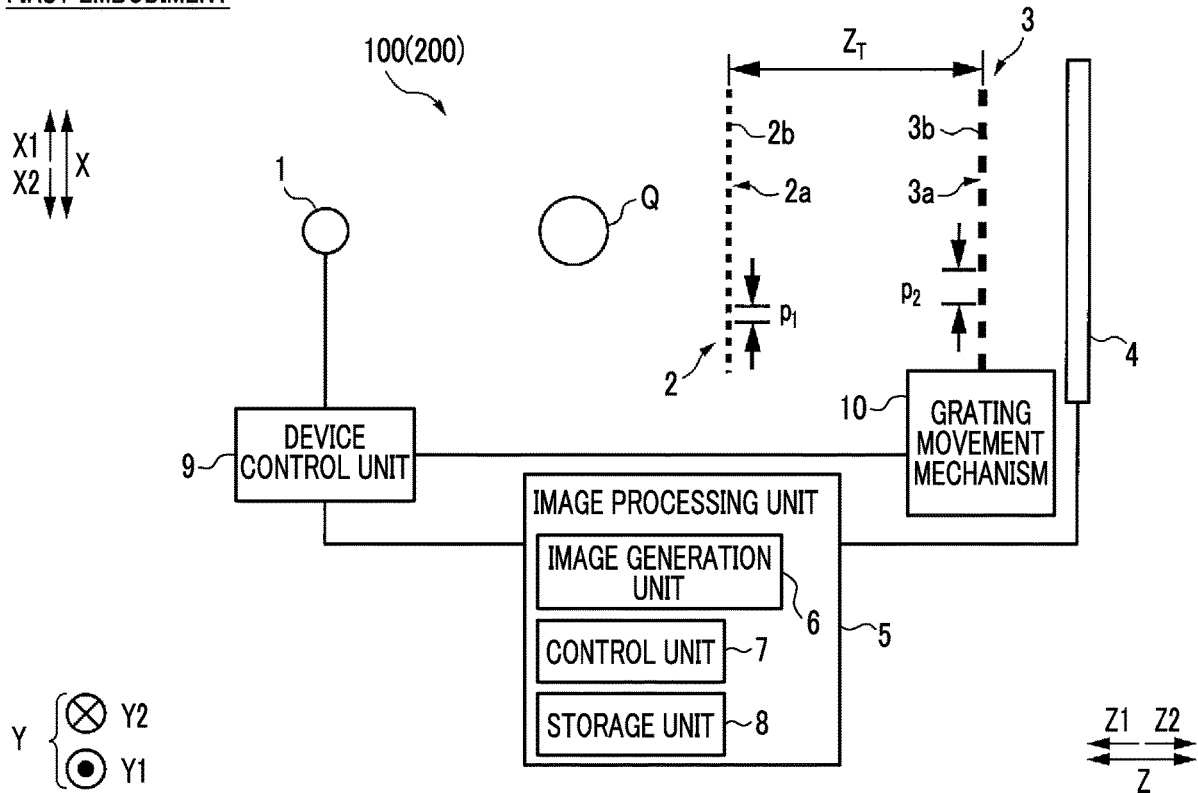 FIRST EMBODIMENT
100(200)
Z_T
3
X1
X2
X
1
Q
2b
2a
3b
3a
p1
p2
2
4
10
GRATING
MOVEMENT
MECHANISM
9
DEVICE
CONTROL UNIT
IMAGE PROCESSING UNIT
IMAGE GENERATION
UNIT
6
5
CONTROL UNIT
7
STORAGE UNIT
8
Y
Y2
Y1
Z1
Z2
Z